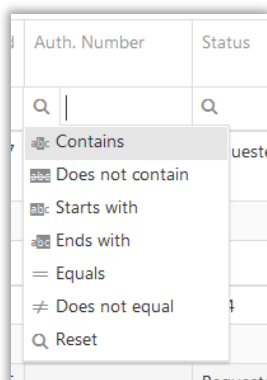 Auth. Number Status
Contains
Does not contain
Starts with
Ends with
Equals
Does not equal
Reset